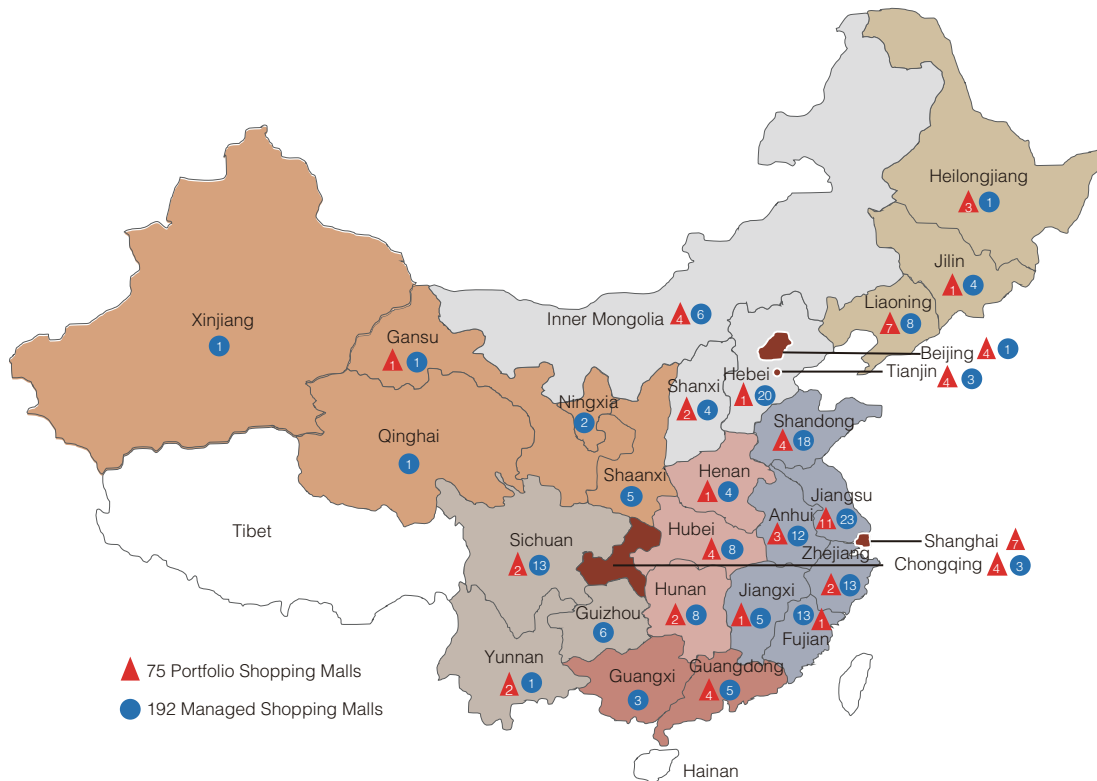 Heilongjiang
3 1
Jilin
1 4
Liaoning
7 8
Inner Mongolia 4 6
Xinjiang
1
Gansu
1 1
Beijing 4 1
Tianjin
4 3
Hebei
1 20
Shanxi
2 4
Ningxia
2
Shandong
4 18
Qinghai
1
Shaanxi
5
Henan
1 4
Jiangsu
11 23
Anhui
3 12
Tibet
Sichuan
2 13
Hubei
4 8
Shanghai 7
Zhejiang
2 13
Chongqing 4 3
Hunan
2 8
Jiangxi
1 5
Guizhou
6
13 1
Fujian
Yunnan
2 1
Guangxi
3
Guangdong
4 5
75 Portfolio Shopping Malls
192 Managed Shopping Malls
Hainan